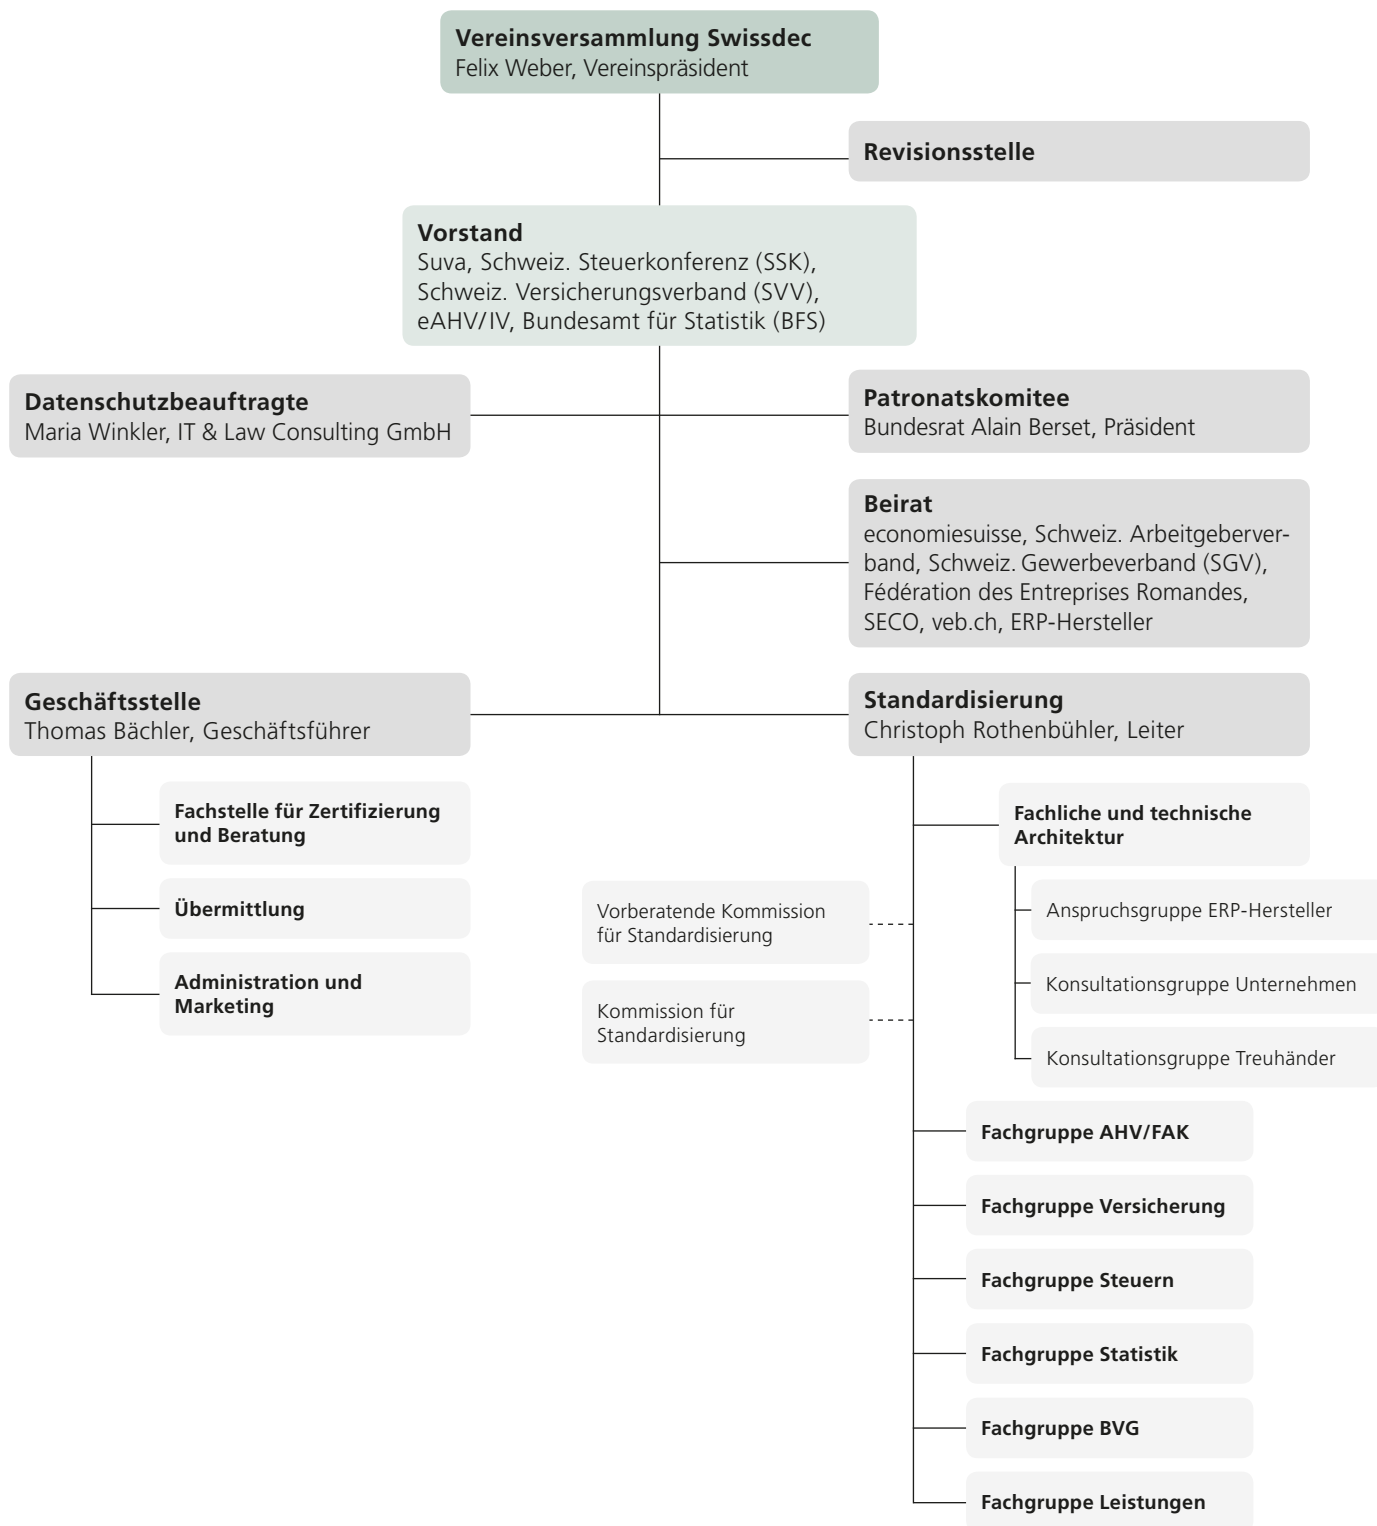 Vereinsversammlung Swissdec
Felix Weber, Vereinspräsident
Revisionsstelle
Vorstand
Suva, Schweiz. Steuerkonferenz (SSK),
Schweiz. Versicherungsverband (SVV),
eAHV/IV, Bundesamt für Statistik (BFS)
Datenschutzbeauftragte
Maria Winkler, IT & Law Consulting GmbH
Patronatskomitee
Bundesrat Alain Berset, Präsident
Beirat
economiesuisse, Schweiz. Arbeitgeberver-
band, Schweiz. Gewerbeverband (SGV),
Fédération des Entreprises Romandes,
SECO, veb.ch, ERP-Hersteller
Geschäftsstelle
Thomas Bächler, Geschäftsführer
Standardisierung
Christoph Rothenbühler, Leiter
Fachstelle für Zertifizierung
und Beratung
Übermittlung
Administration und
Marketing
Vorberatende Kommission
für Standardisierung
Kommission für
Standardisierung
Fachliche und technische
Architektur
Anspruchsgruppe ERP-Hersteller
Konsultationsgruppe Unternehmen
Konsultationsgruppe Treuhänder
Fachgruppe AHV/FAK
Fachgruppe Versicherung
Fachgruppe Steuern
Fachgruppe Statistik
Fachgruppe BVG
Fachgruppe Leistungen